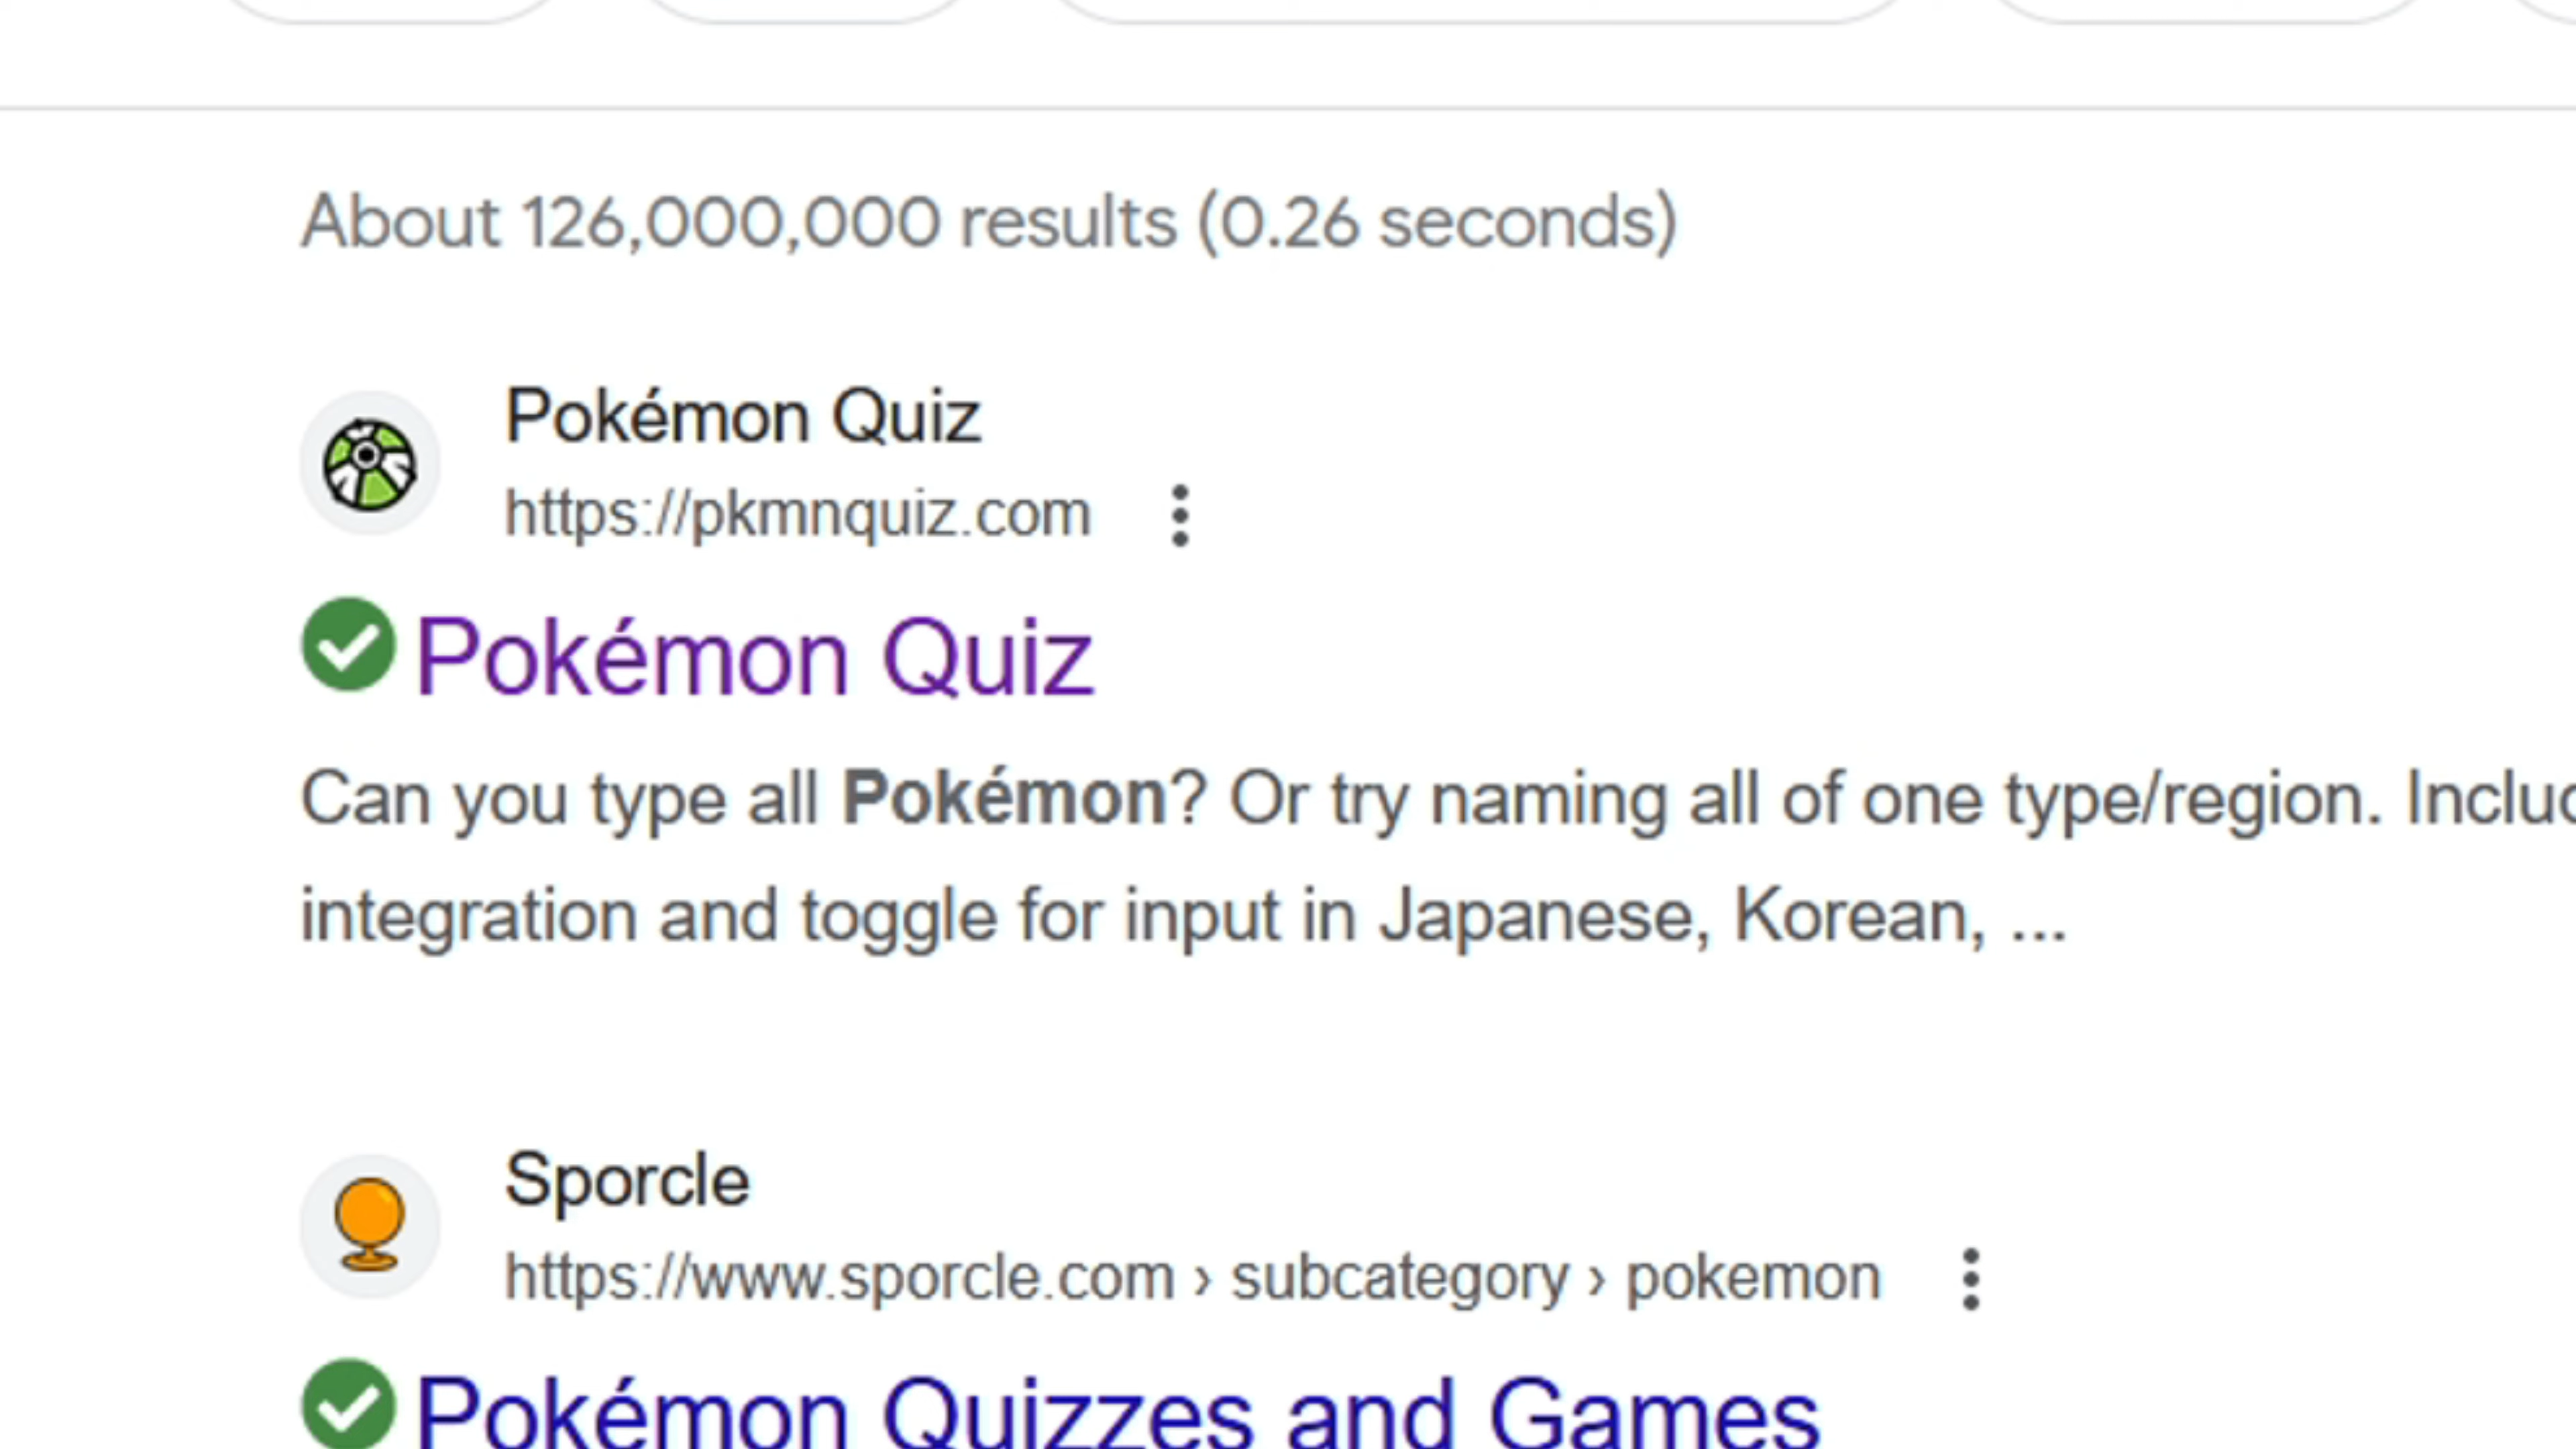 About 126,000,000 results (0.26 seconds)
Pokémon Quiz
https://pkmnquiz.com
Pokémon Quiz
Can you type all Pokémon? Or try naming all of one type/region.
integration and toggle for input in Japanese, Korean, ...
Sporcle
https://www.sporcle.com › subcategory › pokemon
Pokémon Quizzes and Games